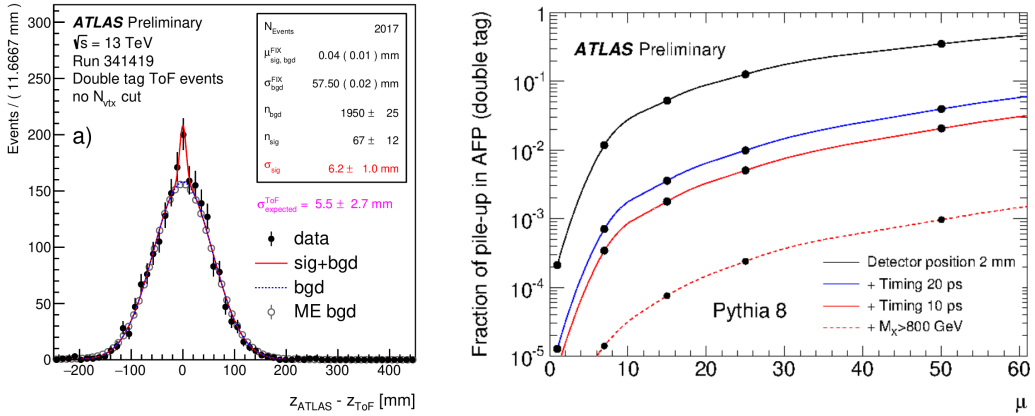 a
ATLAS Preliminary
√s = 13 TeV
Run 341419
Double tag ToF events
no N_vtx cut
a)
N_Events 2017
μ^FIX_sig, bgd 0.04 ( 0.01 ) mm
σ^FIX_bgd 57.50 ( 0.02 ) mm
n_bgd 1950 ± 25
n_sig 67 ± 12
σ_sig 6.2 ± 1.0 mm
σ^ToF_expected = 5.5 ± 2.7 mm
data
sig+bgd
bgd
ME bgd
Events / ( 11.6667 mm )
300
250
200
150
100
50
0
−200 −100 0 100 200 300 400
z_ATLAS - z_ToF [mm]
Fraction of pile-up in AFP (double tag)
1
10^-1
10^-2
10^-3
10^-4
10^-5
ATLAS Preliminary
Detector position 2 mm
+ Timing 20 ps
+ Timing 10 ps
+ M_X>800 GeV
Pythia 8
0 10 20 30 40 50 60
μ